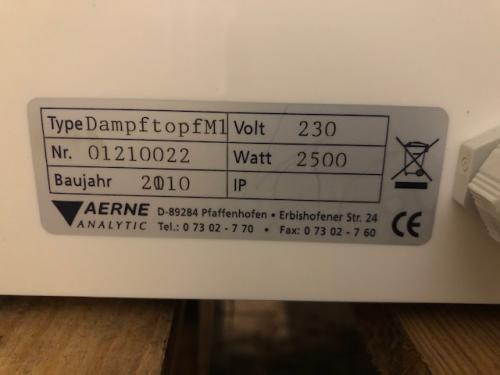 Type DampftopfM1 Volt 230
Nr. 01210022 Watt 2500
Baujahr 2010 IP
AERNE D-89284 Pfaffenhofen • Erbishofener Str. 24
ANALYTIC Tel.: 0 73 02 - 7 70 • Fax: 0 73 02 - 7 60
CE